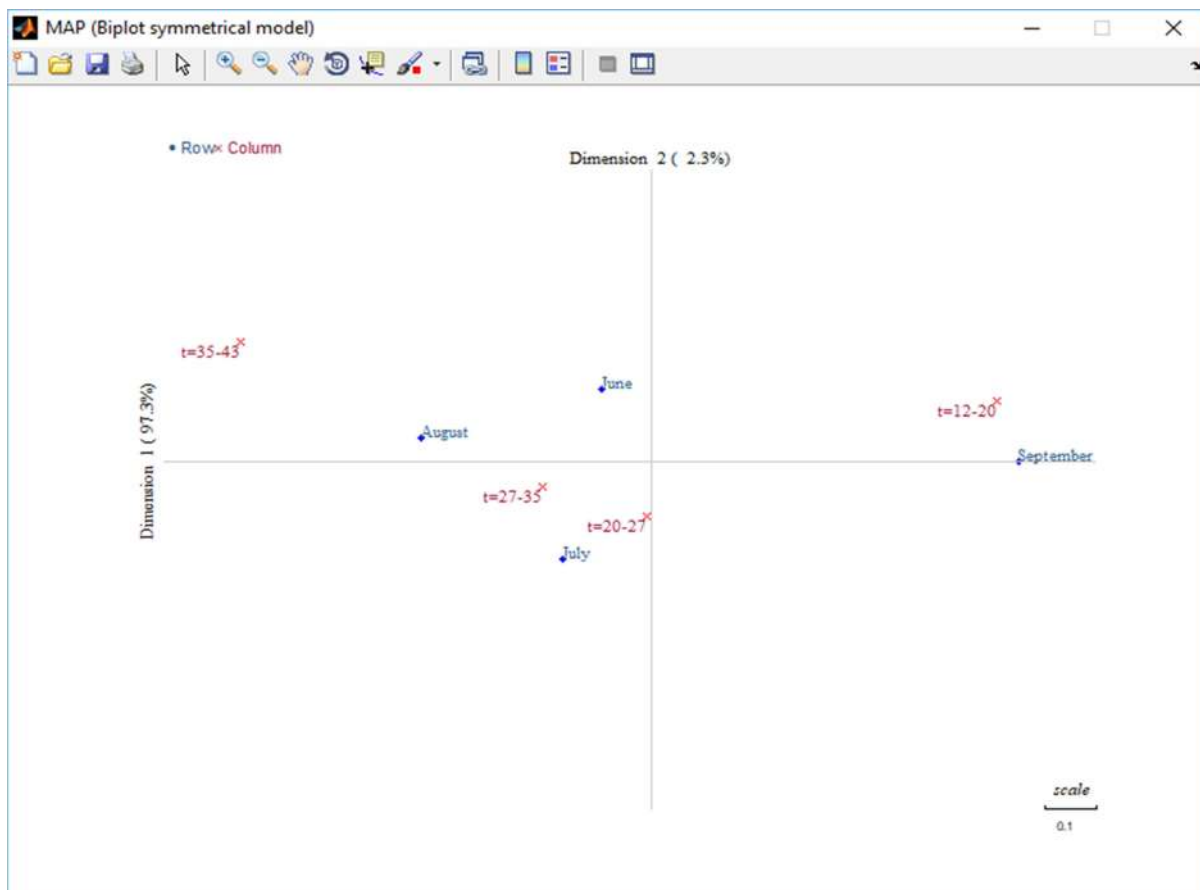 MAP (Biplot symmetrical model)
• Row× Column
Dimension 2 ( 2.3%)
t=35-43
June
t=12-20
August
Dimension 1 ( 97.3%)
September
t=27-35
t=20-27
July
scale
0.1